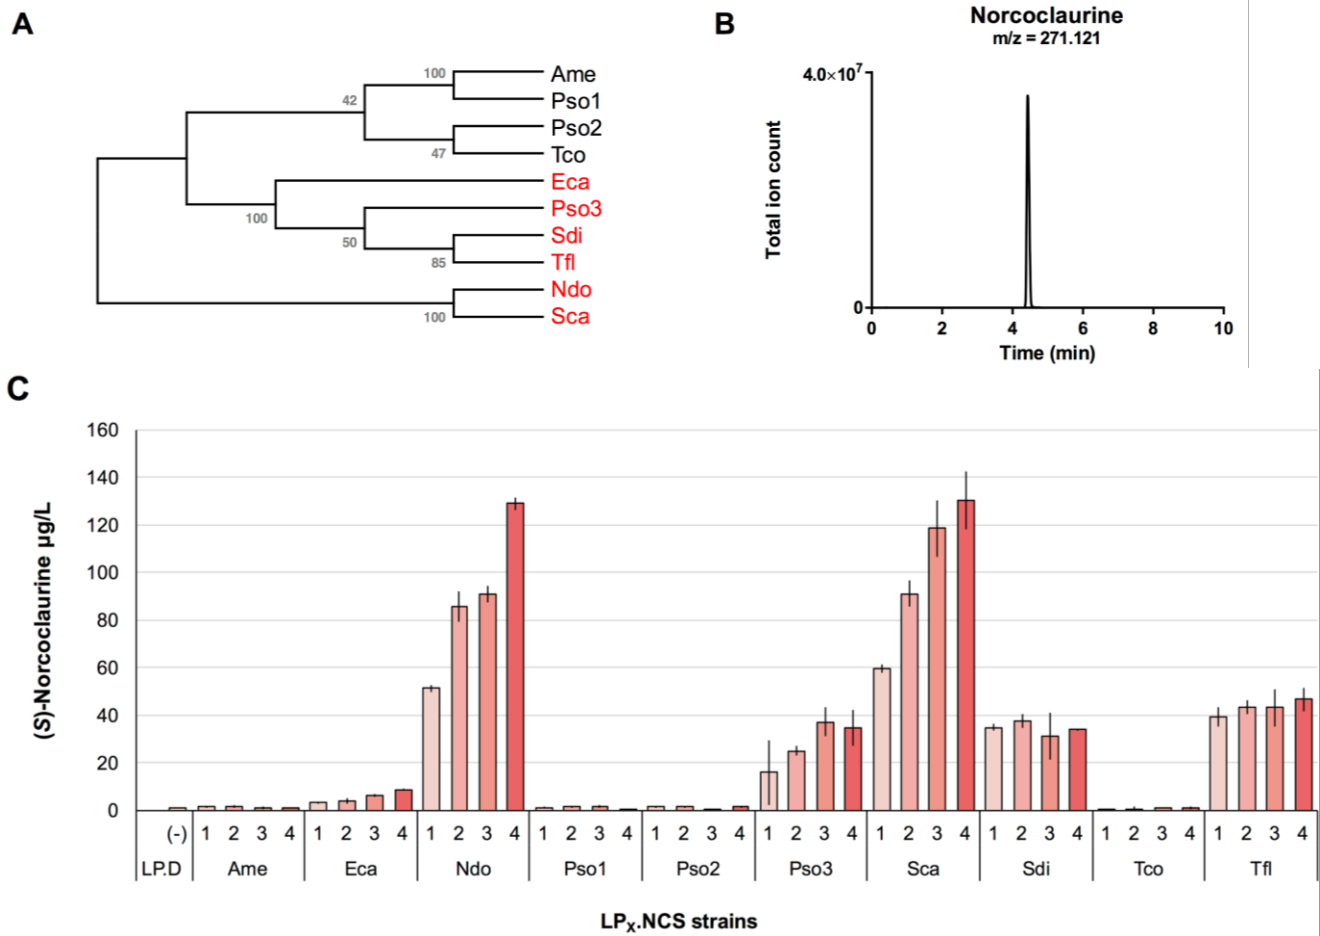 A
100
Ame
42
Pso1
Pso2
47
Tco
Eca
100
Pso3
50
Sdi
85
Tfl
Ndo
100
Sca
B
Norcoclaurine
m/z = 271.121
4.0×10⁷
0
Total ion count
0 2 4 6 8 10
Time (min)
C
160
140
120
100
80
60
40
20
0
(S)-Norcoclaurine µg/L
(-) 1 2 3 4 1 2 3 4 1 2 3 4 1 2 3 4 1 2 3 4 1 2 3 4 1 2 3 4 1 2 3 4 1 2 3 4 1 2 3 4
LP.D Ame Eca Ndo Pso1 Pso2 Pso3 Sca Sdi Tco Tfl
LPₓ.NCS strains